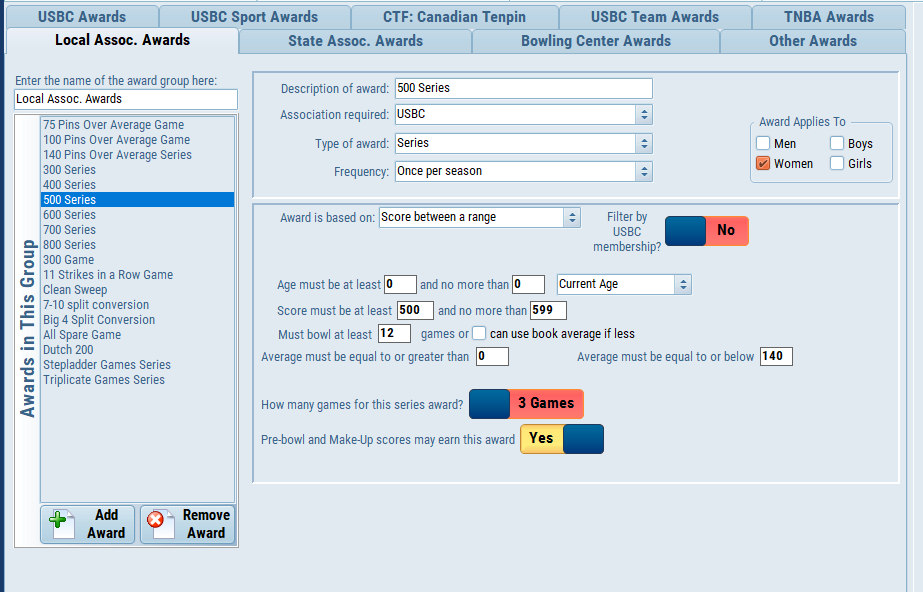 USBC Awards
USBC Sport Awards
CTF: Canadian Tenpin
USBC Team Awards
TNBA Awards
Local Assoc. Awards
State Assoc. Awards
Bowling Center Awards
Other Awards
Enter the name of the award group here:
Local Assoc. Awards
Awards in This Group
75 Pins Over Average Game
100 Pins Over Average Game
140 Pins Over Average Series
300 Series
400 Series
500 Series
600 Series
700 Series
800 Series
300 Game
11 Strikes in a Row Game
Clean Sweep
7-10 split conversion
Big 4 Split Conversion
All Spare Game
Dutch 200
Stepladder Games Series
Triplicate Games Series
Add
Award
Remove
Award
Description of award: 500 Series
Association required: USBC
Type of award: Series
Frequency: Once per season
Award Applies To
Men
Boys
Women
Girls
Award is based on: Score between a range
Filter by
USBC
membership?
No
Age must be at least 0 and no more than 0 Current Age
Score must be at least 500 and no more than 599
Must bowl at least 12 games or can use book average if less
Average must be equal to or greater than 0
Average must be equal to or below 140
How many games for this series award? 3 Games
Pre-bowl and Make-Up scores may earn this award Yes